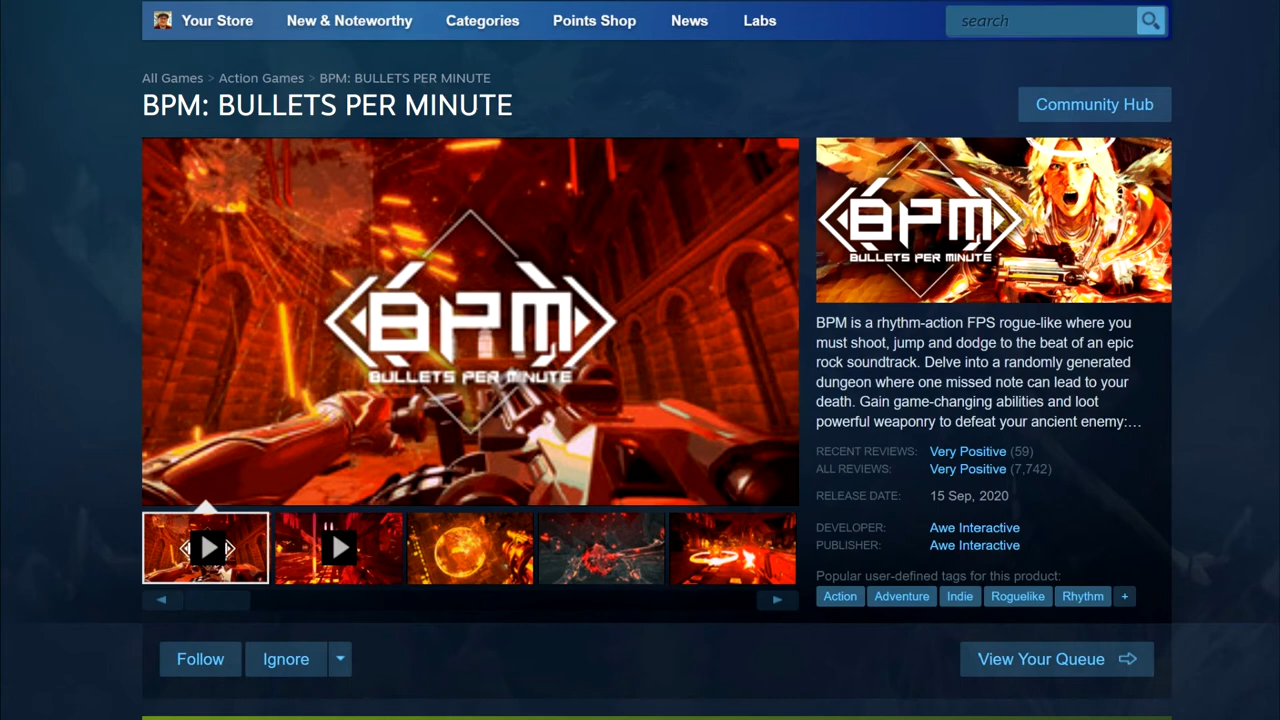 Your Store
New & Noteworthy
Categories
Points Shop
News
Labs
search
All Games > Action Games > BPM: BULLETS PER MINUTE
BPM: BULLETS PER MINUTE
Community Hub
BPM
BULLETS PER MINUTE
BPM
BULLETS PER MINUTE
BPM is a rhythm-action FPS rogue-like where you
must shoot, jump and dodge to the beat of an epic
rock soundtrack. Delve into a randomly generated
dungeon where one missed note can lead to your
death. Gain game-changing abilities and loot
powerful weaponry to defeat your ancient enemy:...
RECENT REVIEWS: Very Positive (59)
ALL REVIEWS: Very Positive (7,742)
RELEASE DATE: 15 Sep, 2020
DEVELOPER: Awe Interactive
PUBLISHER: Awe Interactive
Popular user-defined tags for this product:
Action Adventure Indie Roguelike Rhythm +
Follow
Ignore
View Your Queue